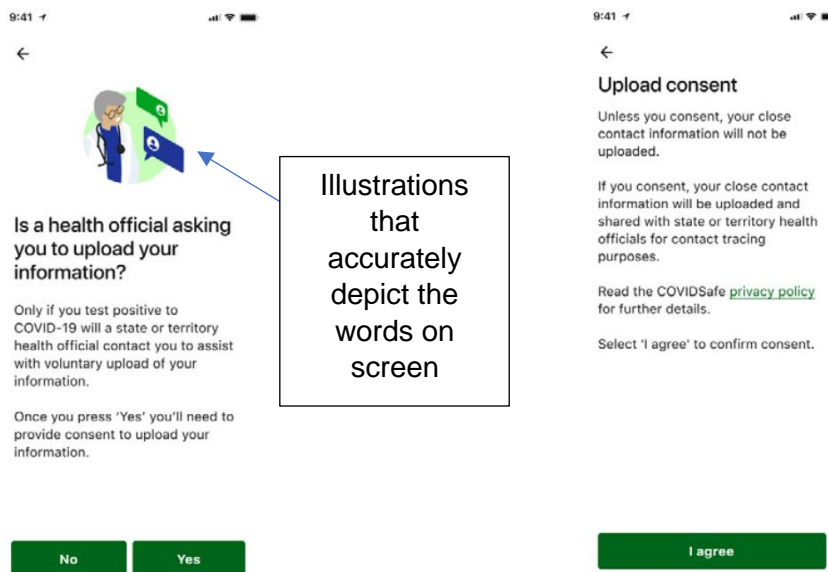 9:41
Is a health official asking
you to upload your
information?
Only if you test positive to
COVID-19 will a state or territory
health official contact you to assist
with voluntary upload of your
information.
Once you press 'Yes' you'll need to
provide consent to upload your
information.
No
Yes
Illustrations
that
accurately
depict the
words on
screen
9:41
Upload consent
Unless you consent, your close
contact information will not be
uploaded.
If you consent, your close contact
information will be uploaded and
shared with state or territory health
officials for contact tracing
purposes.
Read the COVIDSafe privacy policy
for further details.
Select 'I agree' to confirm consent.
I agree